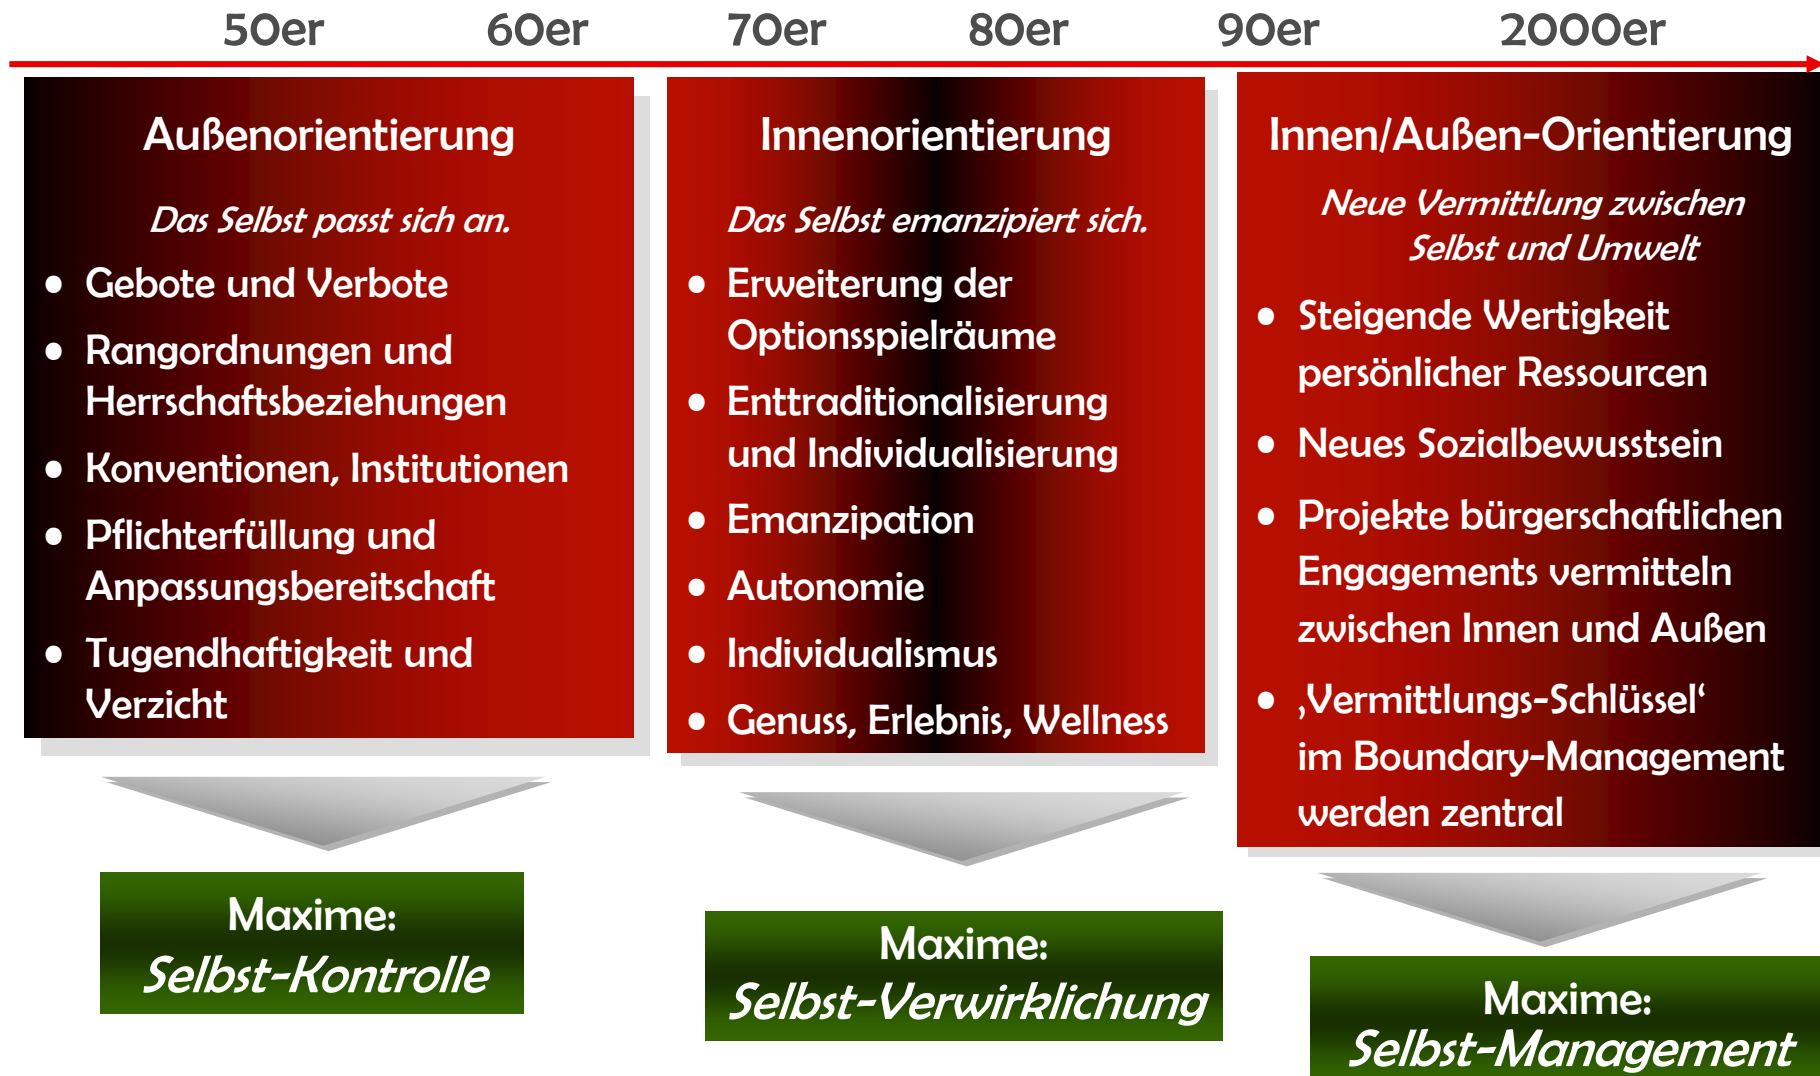 50er 60er 70er 80er 90er 2000er
Außenorientierung
Das Selbst passt sich an.
• Gebote und Verbote
• Rangordnungen und
Herrschaftsbeziehungen
• Konventionen, Institutionen
• Pflichterfüllung und
Anpassungsbereitschaft
• Tugendhaftigkeit und
Verzicht
Maxime:
Selbst-Kontrolle
Innenorientierung
Das Selbst emanzipiert sich.
• Erweiterung der
Optionsspielräume
• Enttraditionalisierung
und Individualisierung
• Emanzipation
• Autonomie
• Individualismus
• Genuss, Erlebnis, Wellness
Maxime:
Selbst-Verwirklichung
Innen/Außen-Orientierung
Neue Vermittlung zwischen
Selbst und Umwelt
• Steigende Wertigkeit
persönlicher Ressourcen
• Neues Sozialbewusstsein
• Projekte bürgerschaftlichen
Engagements vermitteln
zwischen Innen und Außen
• ‚Vermittlungs-Schlüssel‘
im Boundary-Management
werden zentral
Maxime:
Selbst-Management